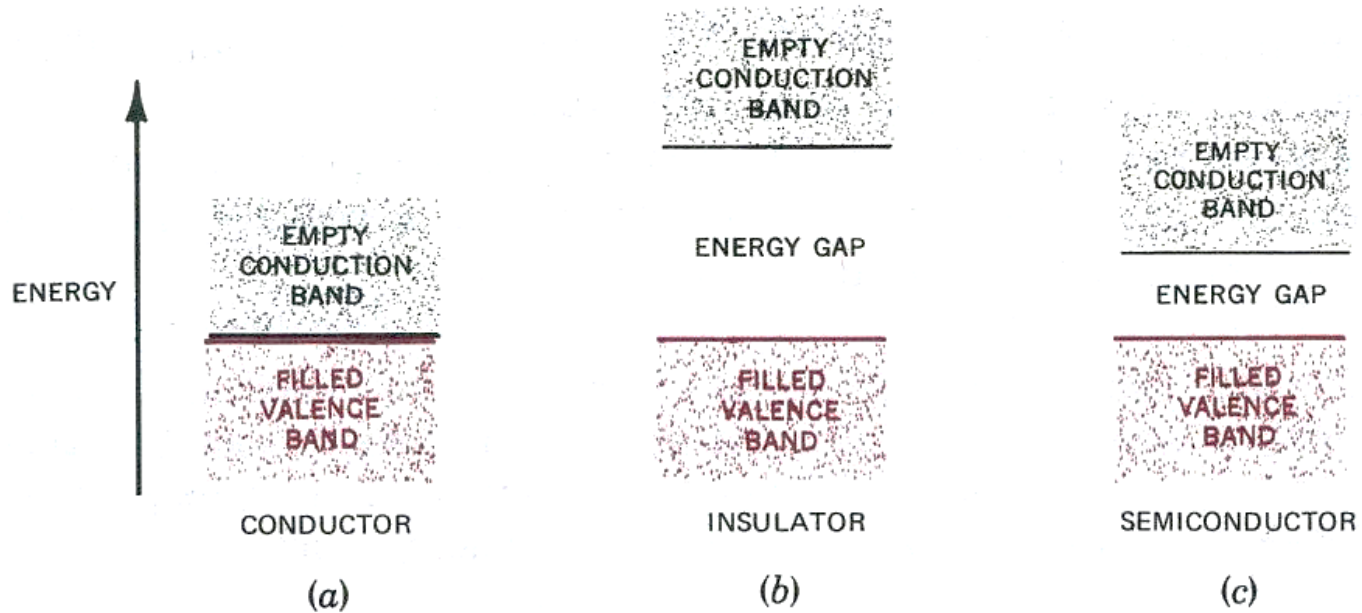 ENERGY
EMPTY
CONDUCTION
BAND
FILLED
VALENCE
BAND
CONDUCTOR
(a)
EMPTY
CONDUCTION
BAND
ENERGY GAP
FILLED
VALENCE
BAND
INSULATOR
(b)
EMPTY
CONDUCTION
BAND
ENERGY GAP
FILLED
VALENCE
BAND
SEMICONDUCTOR
(c)